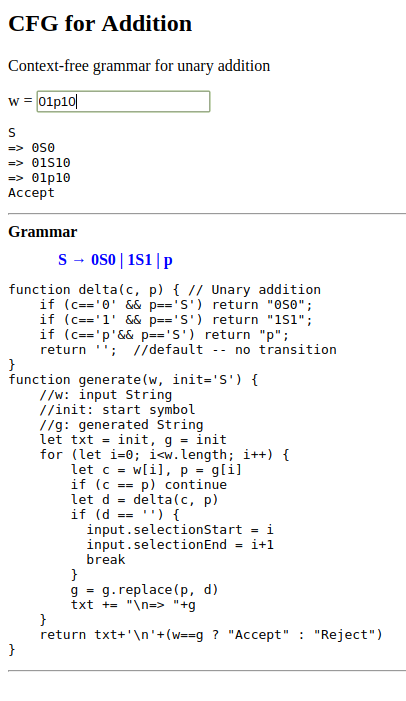 CFG for Addition
Context-free grammar for unary addition
w = 01p10
S
=> 0S0
=> 01S10
=> 01p10
Accept
Grammar
S → 0S0 | 1S1 | p
function delta(c, p) { // Unary addition
    if (c=='0' && p=='S') return "0S0";
    if (c=='1' && p=='S') return "1S1";
    if (c=='p'&& p=='S') return "p";
    return '';  //default -- no transition
}
function generate(w, init='S') {
    //w: input String
    //init: start symbol
    //g: generated String
    let txt = init, g = init
    for (let i=0; i<w.length; i++) {
        let c = w[i], p = g[i]
        if (c == p) continue
        let d = delta(c, p)
        if (d == '') {
          input.selectionStart = i
          input.selectionEnd = i+1
          break
        }
        g = g.replace(p, d)
        txt += "\n=> "+g
    }
    return txt+'\n'+(w==g ? "Accept" : "Reject")
}